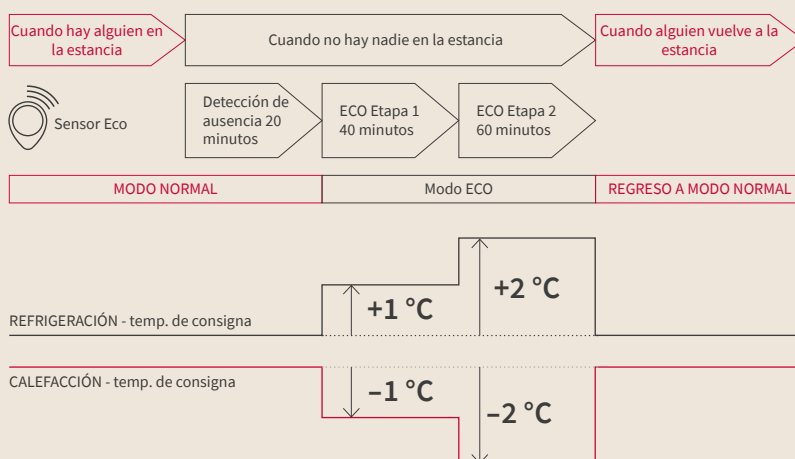 Cuando hay alguien en
la estancia
Cuando no hay nadie en la estancia
Cuando alguien vuelve a la
estancia
Sensor Eco
Detección de
ausencia 20
minutos
ECO Etapa 1
40 minutos
ECO Etapa 2
60 minutos
MODO NORMAL
Modo ECO
REGRESO A MODO NORMAL
+1 °C
+2 °C
REFRIGERACIÓN - temp. de consigna
CALEFACCIÓN - temp. de consigna
–1 °C
–2 °C